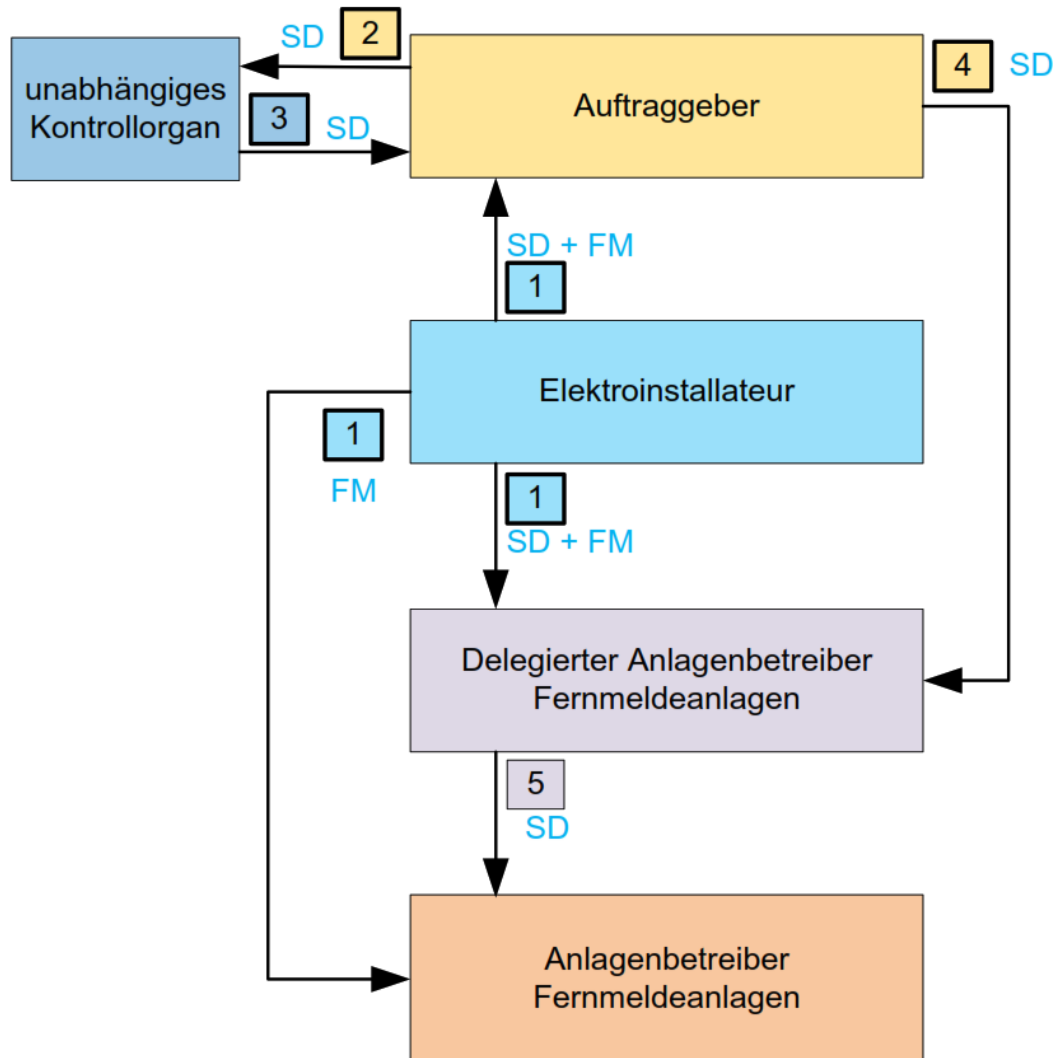 SD 2
4 SD
unabhängiges
Kontrollorgan
Auftraggeber
3 SD
SD + FM
1
Elektroinstallateur
1
FM
1
SD + FM
Delegierter Anlagenbetreiber
Fernmeldeanlagen
5
SD
Anlagenbetreiber
Fernmeldeanlagen